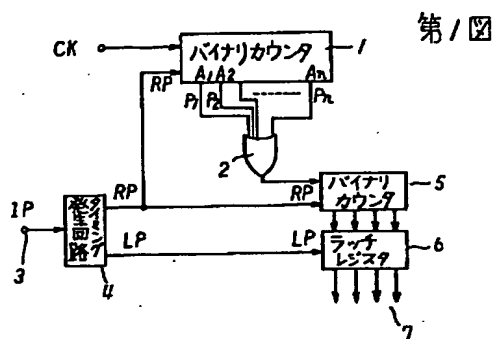 第1図
CK
バイナリカウンタ
1
A1 A2 An
RP
P1 P2 Pn
2
RP
バイナリ
カウンタ
5
RP
IP
タイミング
発生回路
LP
LP
ラッチ
レジスタ
6
3
4
7